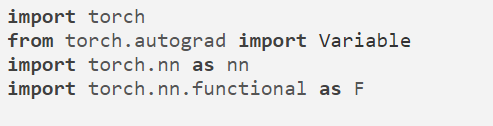 import torch
from torch.autograd import Variable
import torch.nn as nn
import torch.nn.functional as F